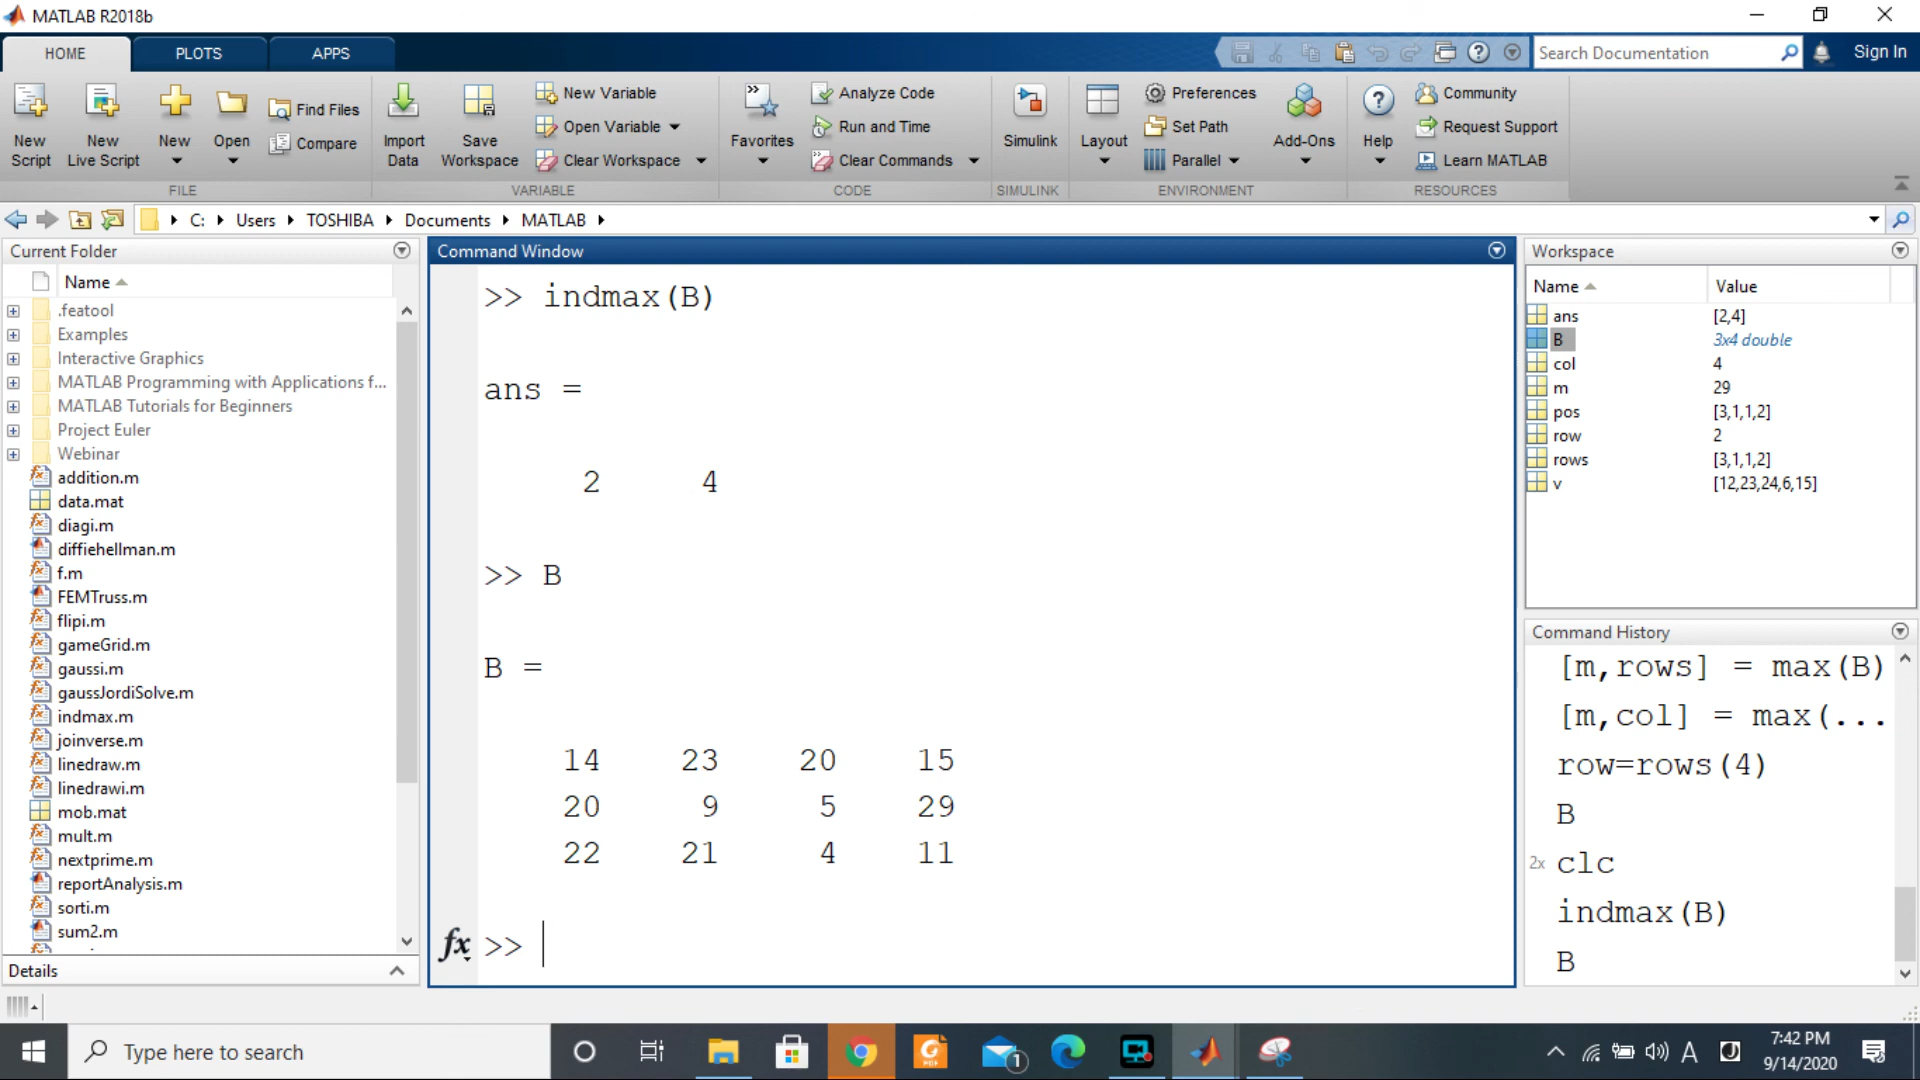 MATLAB R2018b
HOME PLOTS APPS
Search Documentation
Sign In
New Script
New Live Script
New
Open
Find Files
Compare
FILE
Import Data
Save Workspace
New Variable
Open Variable
Clear Workspace
VARIABLE
Favorites
Analyze Code
Run and Time
Clear Commands
CODE
Simulink
SIMULINK
Layout
Preferences
Set Path
Parallel
Add-Ons
ENVIRONMENT
Help
Community
Request Support
Learn MATLAB
RESOURCES
C: Users TOSHIBA Documents MATLAB
Current Folder
Name
.featool
Examples
Interactive Graphics
MATLAB Programming with Applications f...
MATLAB Tutorials for Beginners
Project Euler
Webinar
addition.m
data.mat
diagi.m
diffiehellman.m
f.m
FEMTruss.m
flipi.m
gameGrid.m
gaussi.m
gaussJordiSolve.m
indmax.m
joinverse.m
linedraw.m
linedrawi.m
mob.mat
mult.m
nextprime.m
reportAnalysis.m
sorti.m
sum2.m
Details
Command Window
>> indmax(B)
ans =
2 4
>> B
B =
14 23 20 15
20 9 5 29
22 21 4 11
fx >>
Workspace
Name Value
ans [2,4]
B 3x4 double
col 4
m 29
pos [3,1,1,2]
row 2
rows [3,1,1,2]
v [12,23,24,6,15]
Command History
[m,rows] = max(B)
[m,col] = max(...
row=rows(4)
B
2x clc
indmax(B)
B
Type here to search
1
A
7:42 PM
9/14/2020